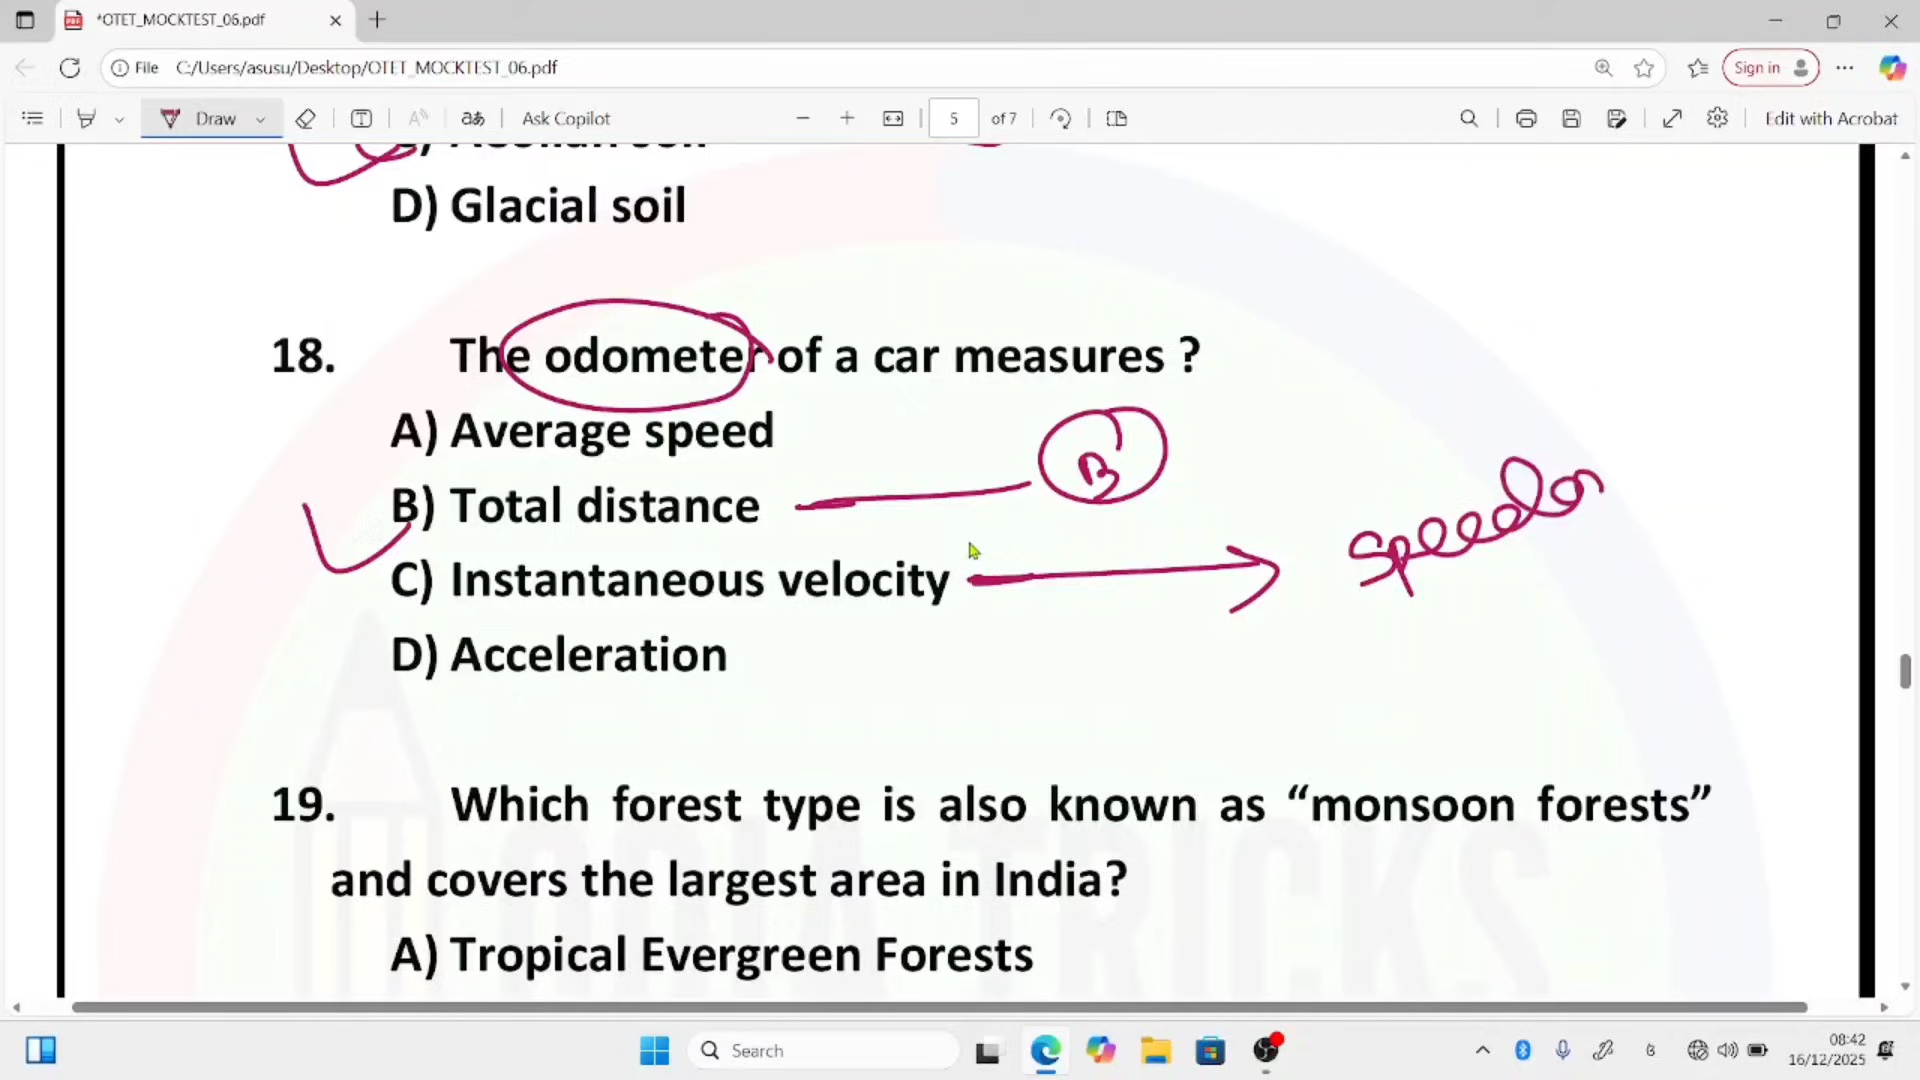 *OTET_MOCKTEST_06.pdf
File C:/Users/asusu/Desktop/OTET_MOCKTEST_06.pdf
Sign in
Draw
Ask Copilot
5 of 7
Edit with Acrobat
D) Glacial soil
18. The odometer of a car measures ?
A) Average speed
B) Total distance
B
C) Instantaneous velocity
speedo
D) Acceleration
19. Which forest type is also known as “monsoon forests”
and covers the largest area in India?
A) Tropical Evergreen Forests
ODIA TRICKS
Search
08:42
16/12/2025